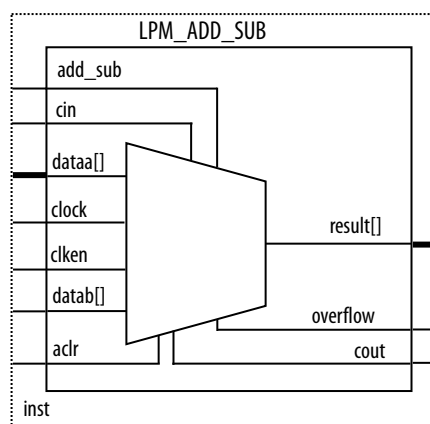 LPM_ADD_SUB
add_sub
cin
dataa[]
clock
result[]
clken
datab[]
overflow
aclr
cout
inst